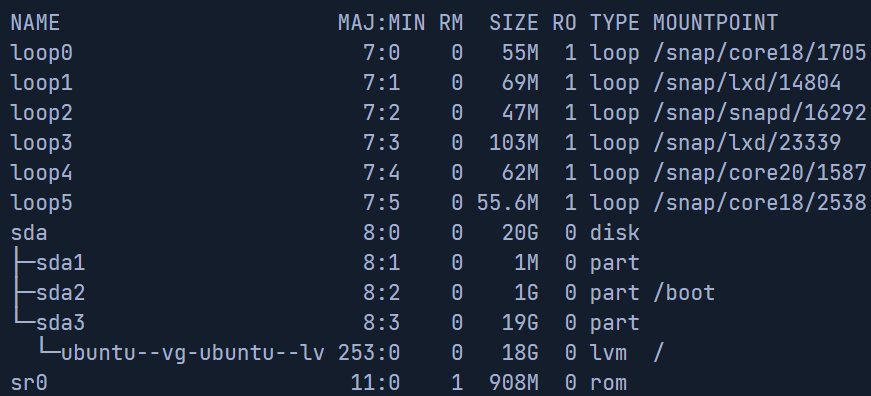 NAME                      MAJ:MIN RM  SIZE RO TYPE MOUNTPOINT
loop0                       7:0    0   55M  1 loop /snap/core18/1705
loop1                       7:1    0   69M  1 loop /snap/lxd/14804
loop2                       7:2    0   47M  1 loop /snap/snapd/16292
loop3                       7:3    0  103M  1 loop /snap/lxd/23339
loop4                       7:4    0   62M  1 loop /snap/core20/1587
loop5                       7:5    0 55.6M  1 loop /snap/core18/2538
sda                         8:0    0   20G  0 disk
├─sda1                      8:1    0    1M  0 part
├─sda2                      8:2    0    1G  0 part /boot
└─sda3                      8:3    0   19G  0 part
  └─ubuntu--vg-ubuntu--lv 253:0    0   18G  0 lvm  /
sr0                        11:0    1  908M  0 rom